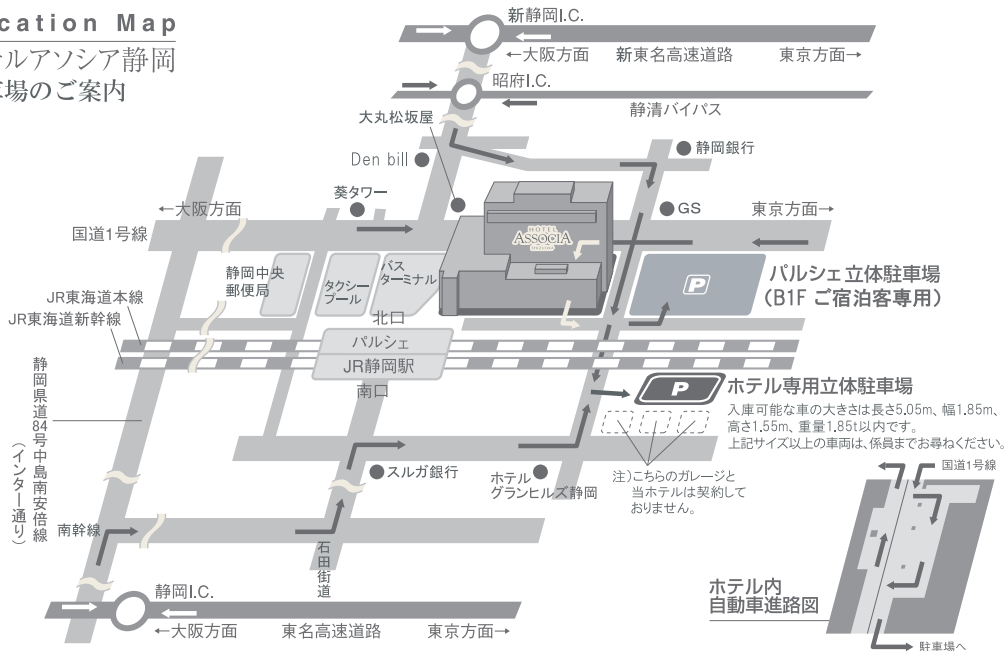 cation Map
ルアソシア静岡
場のご案内
新静岡I.C.
←大阪方面
新東名高速道路
東京方面→
昭府I.C.
静清バイパス
大丸松坂屋
Den bill
静岡銀行
葵タワー
GS
←大阪方面
東京方面→
国道1号線
HOTEL
ASSOCIA
静岡中央
郵便局
タクシー
プール
バス
ターミナル
P
パルシェ立体駐車場
(B1F ご宿泊客専用)
JR東海道本線
JR東海道新幹線
北口
パルシェ
JR静岡駅
南口
静岡県道84号中島南安倍線
(インター通り)
P
ホテル専用立体駐車場
入庫可能な車の大きさは長さ5.05m、幅1.85m、
高さ1.55m、重量1.85t以内です。
上記サイズ以上の車両は、係員までお尋ねください。
スルガ銀行
ホテル
グランヒルズ静岡
注)こちらのガレージと
当ホテルは契約して
おりません。
国道1号線
南幹線
石田街道
静岡I.C.
←大阪方面
東名高速道路
東京方面→
ホテル内
自動車進路図
駐車場へ